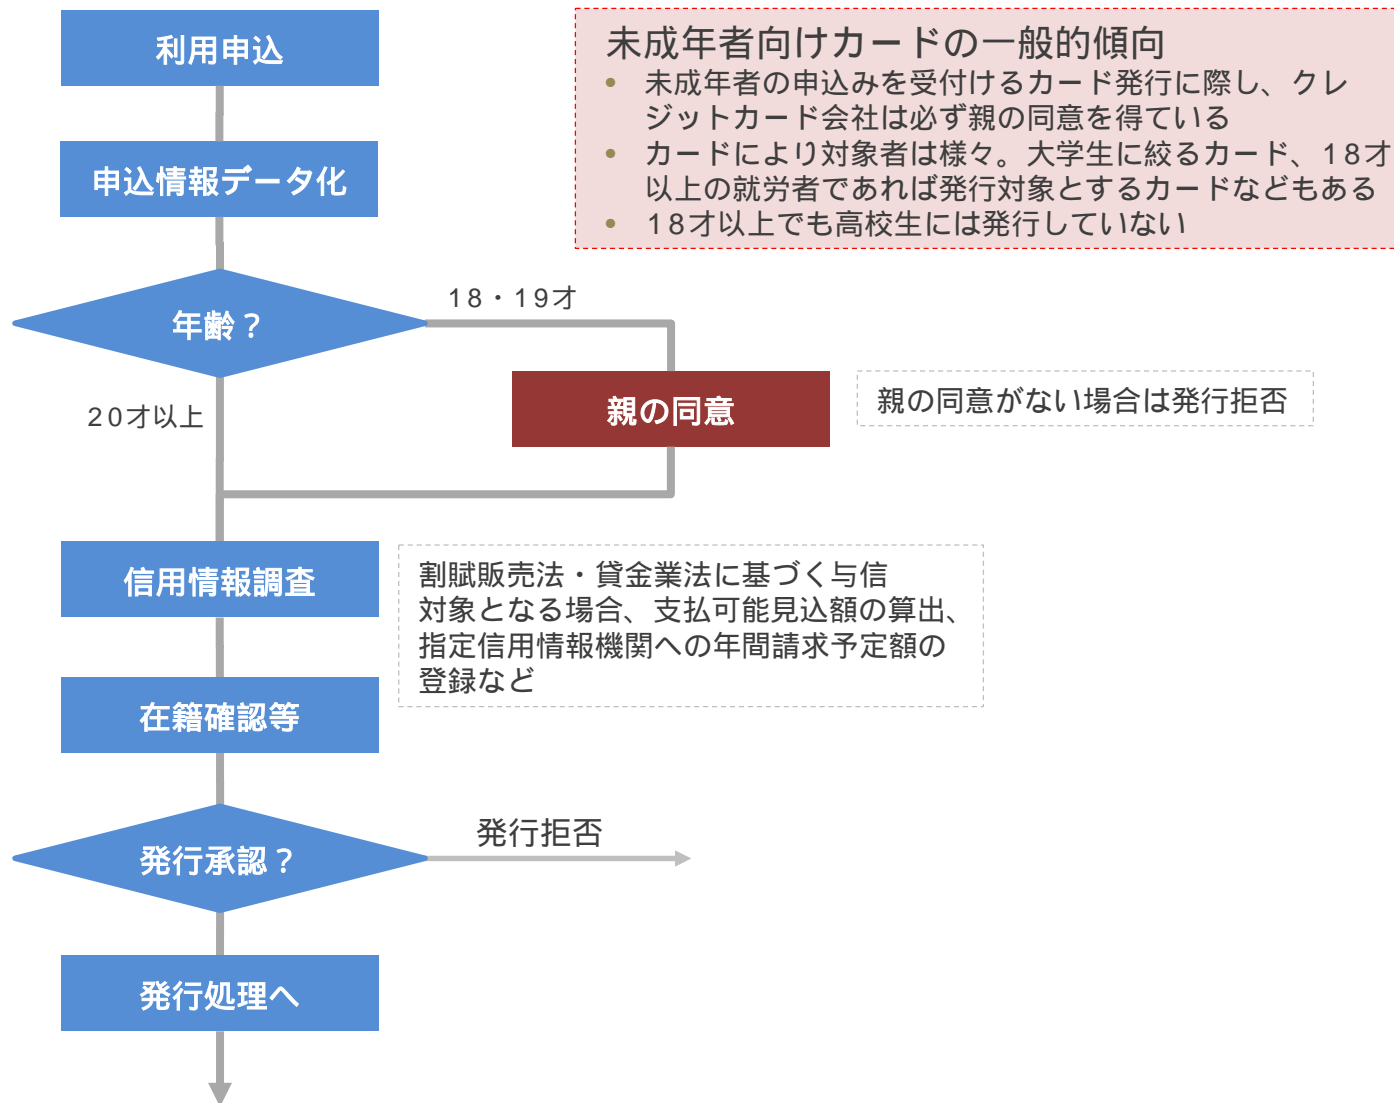 利用申込
未成年者向けカードの一般的傾向
• 未成年者の申込みを受付けるカード発行に際し、クレ
ジットカード会社は必ず親の同意を得ている
• カードにより対象者は様々。大学生に絞るカード、18才
以上の就労者であれば発行対象とするカードなどもある
• 18才以上でも高校生には発行していない
申込情報データ化
年齢？
18・19才
20才以上
親の同意
親の同意がない場合は発行拒否
信用情報調査
割賦販売法・貸金業法に基づく与信
対象となる場合、支払可能見込額の算出、
指定信用情報機関への年間請求予定額の
登録など
在籍確認等
発行承認？
発行拒否
発行処理へ